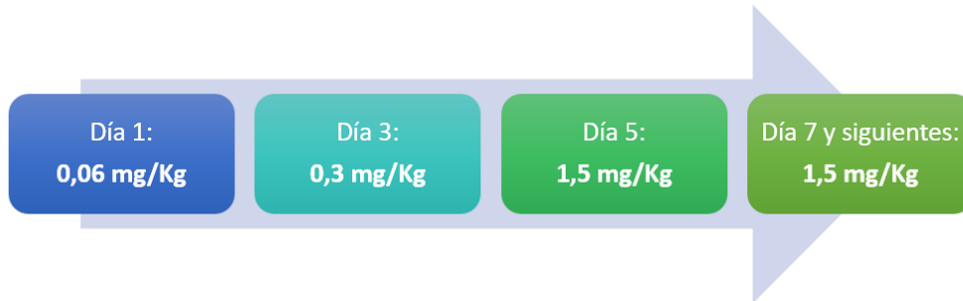 Día 1:
0,06 mg/Kg
Día 3:
0,3 mg/Kg
Día 5:
1,5 mg/Kg
Día 7 y siguientes:
1,5 mg/Kg